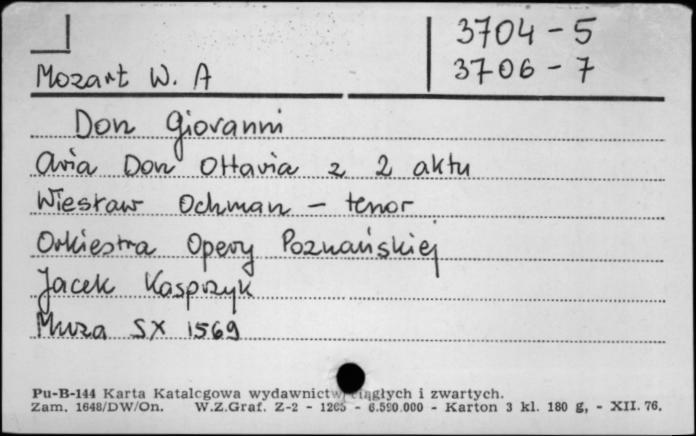 3704-5
3706-7
Mozart W. A
Don Giovanni
Aria Don Ottavia z 2 aktu
Wiesław Ochman - tenor
Orkiestra Opery Poznańskiej
Jacek Kasprzyk
Muza SX 1569
Pu-B-144 Karta Katalogowa wydawnictw ciągłych i zwartych.
Zam. 1648/DW/On. W.Z.Graf. Z-2 - 1265 - 6.590.000 - Karton 3 kl. 180 g, - XII. 76.